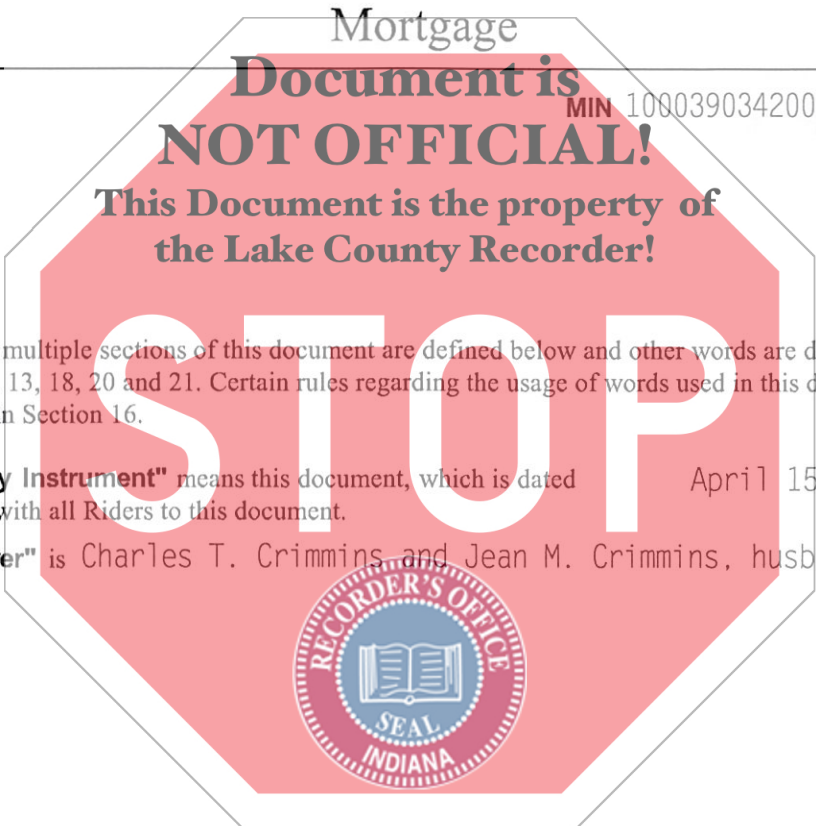 Mortgage
Document is
MIN 100039034200
NOT OFFICIAL!
This Document is the property of
the Lake County Recorder!
STOP
multiple sections of this document are defined below and other words are d
13, 18, 20 and 21. Certain rules regarding the usage of words used in this d
n Section 16.
y Instrument" means this document, which is dated April 15
with all Riders to this document.
er" is Charles T. Crimmins and Jean M. Crimmins, husb
RECORDER'S OFFICE
SEAL
INDIANA